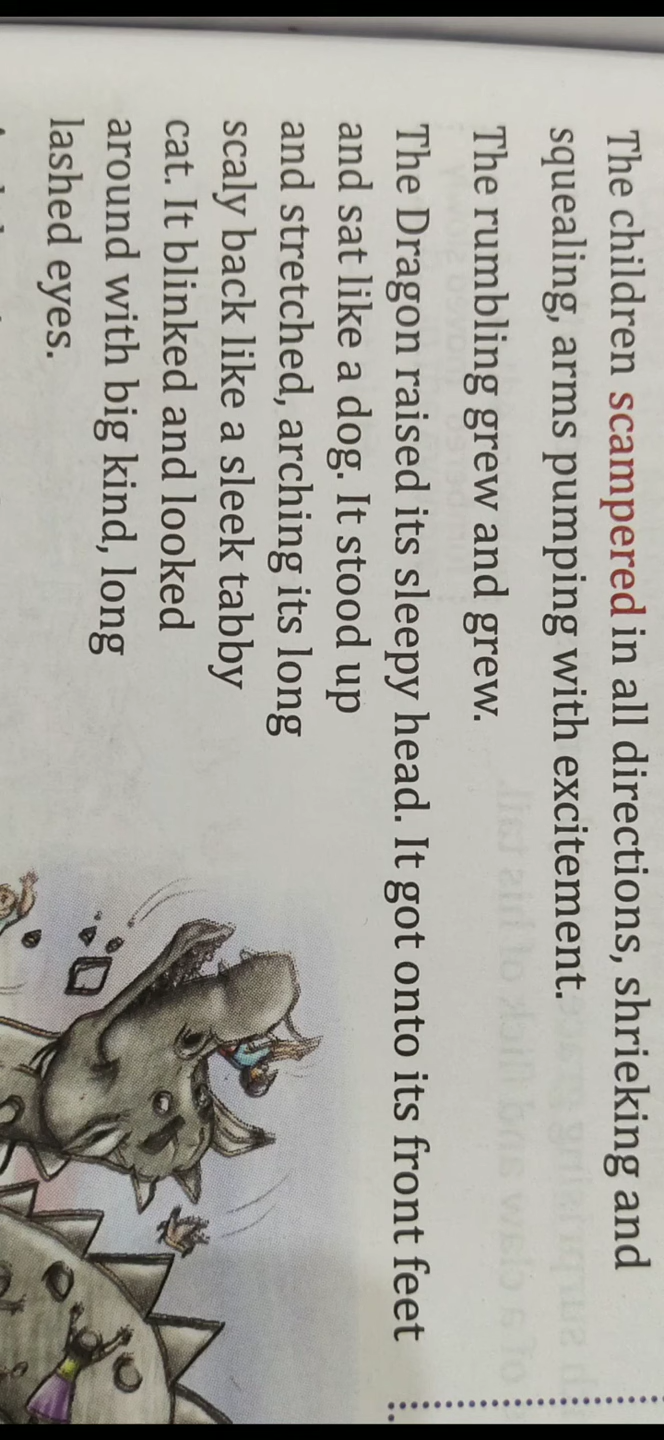 The children scampered in all directions, shrieking and
squealing, arms pumping with excitement.
The rumbling grew and grew.
The Dragon raised its sleepy head. It got onto its front feet
and sat like a dog. It stood up
and stretched, arching its long
scaly back like a sleek tabby
cat. It blinked and looked
around with big kind, long
lashed eyes.